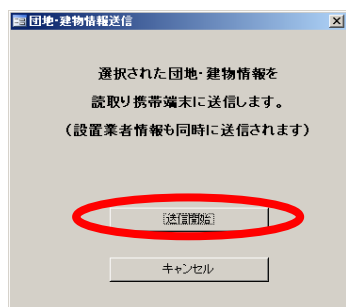 団地・建物情報送信
選択された団地・建物情報を
読取り携帯端末に送信します。
（設置業者情報も同時に送信されます）
送信開始
キャンセル